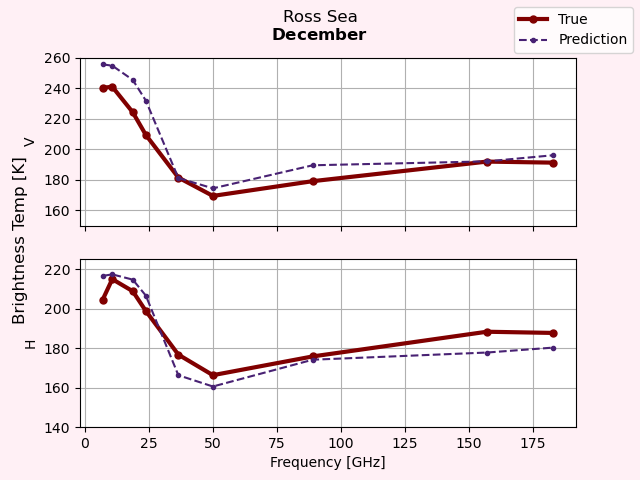 Ross Sea
December
True
Prediction
Brightness Temp [K]
V
260
240
220
200
180
160
H
220
200
180
160
140
0
25
50
75
100
125
150
175
Frequency [GHz]